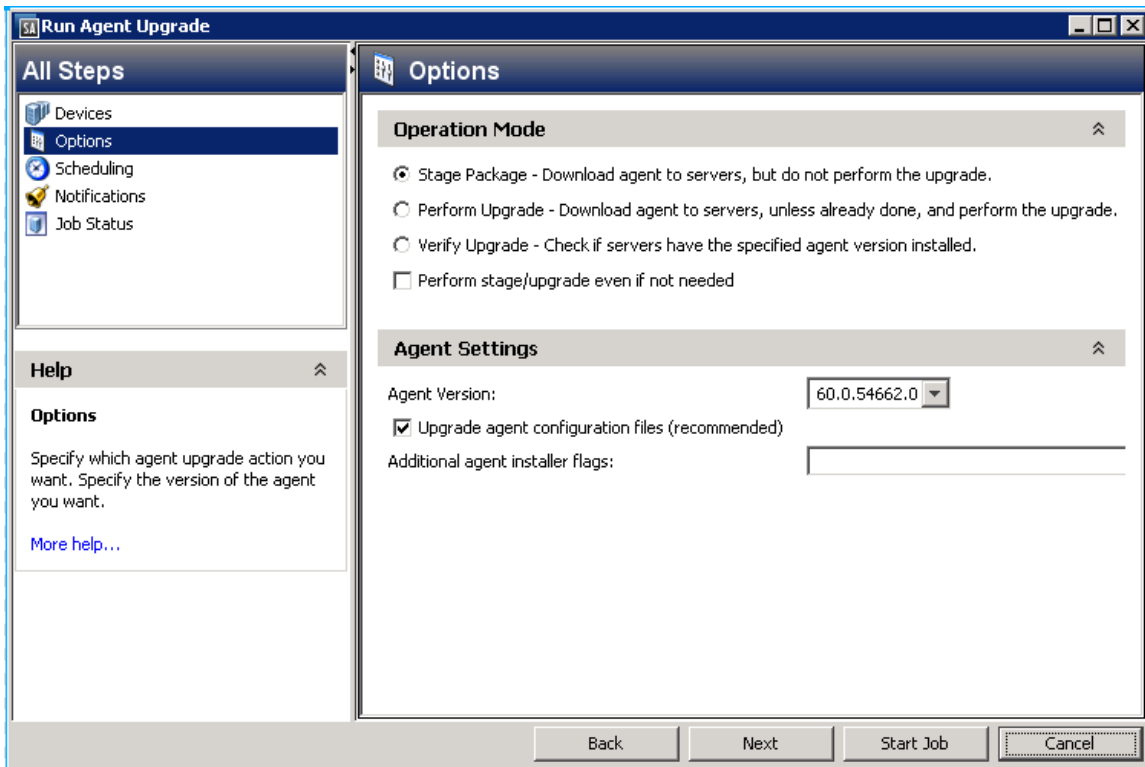 SA Run Agent Upgrade
All Steps
Devices
Options
Scheduling
Notifications
Job Status
Help
Options
Specify which agent upgrade action you
want. Specify the version of the agent
you want.
More help...
Options
Operation Mode
Stage Package - Download agent to servers, but do not perform the upgrade.
Perform Upgrade - Download agent to servers, unless already done, and perform the upgrade.
Verify Upgrade - Check if servers have the specified agent version installed.
Perform stage/upgrade even if not needed
Agent Settings
Agent Version: 60.0.54662.0
Upgrade agent configuration files (recommended)
Additional agent installer flags:
Back Next Start Job Cancel